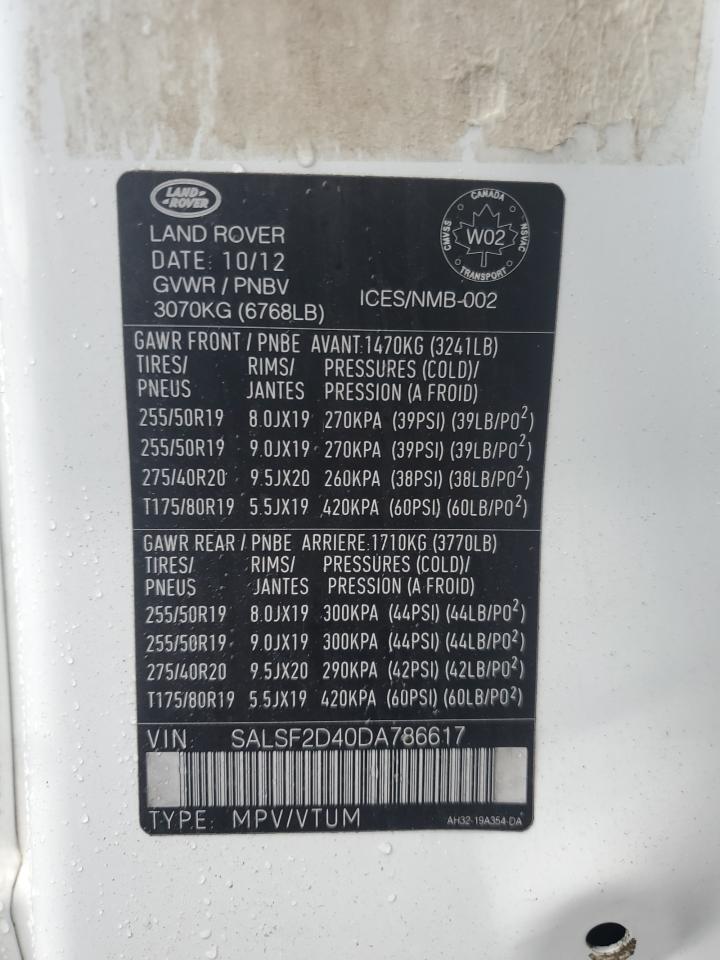 LAND ROVER
LAND ROVER
DATE: 10/12
GVWR / PNBV
3070KG (6768LB)
ICES/NMB-002
CANADA
CMVSS
W02
NSVAC
TRANSPORT
GAWR FRONT / PNBE AVANT:1470KG (3241LB)
TIRES/ RIMS/ PRESSURES (COLD)/
PNEUS JANTES PRESSION (A FROID)
255/50R19 8.0JX19 270KPA (39PSI) (39LB/PO²)
255/50R19 9.0JX19 270KPA (39PSI) (39LB/PO²)
275/40R20 9.5JX20 260KPA (38PSI) (38LB/PO²)
T175/80R19 5.5JX19 420KPA (60PSI) (60LB/PO²)
GAWR REAR / PNBE ARRIERE:1710KG (3770LB)
TIRES/ RIMS/ PRESSURES (COLD)/
PNEUS JANTES PRESSION (A FROID)
255/50R19 8.0JX19 300KPA (44PSI) (44LB/PO²)
255/50R19 9.0JX19 300KPA (44PSI) (44LB/PO²)
275/40R20 9.5JX20 290KPA (42PSI) (42LB/PO²)
T175/80R19 5.5JX19 420KPA (60PSI) (60LB/PO²)
VIN: SALSF2D40DA786617
TYPE: MPV/VTUM
AH32-19A354-DA